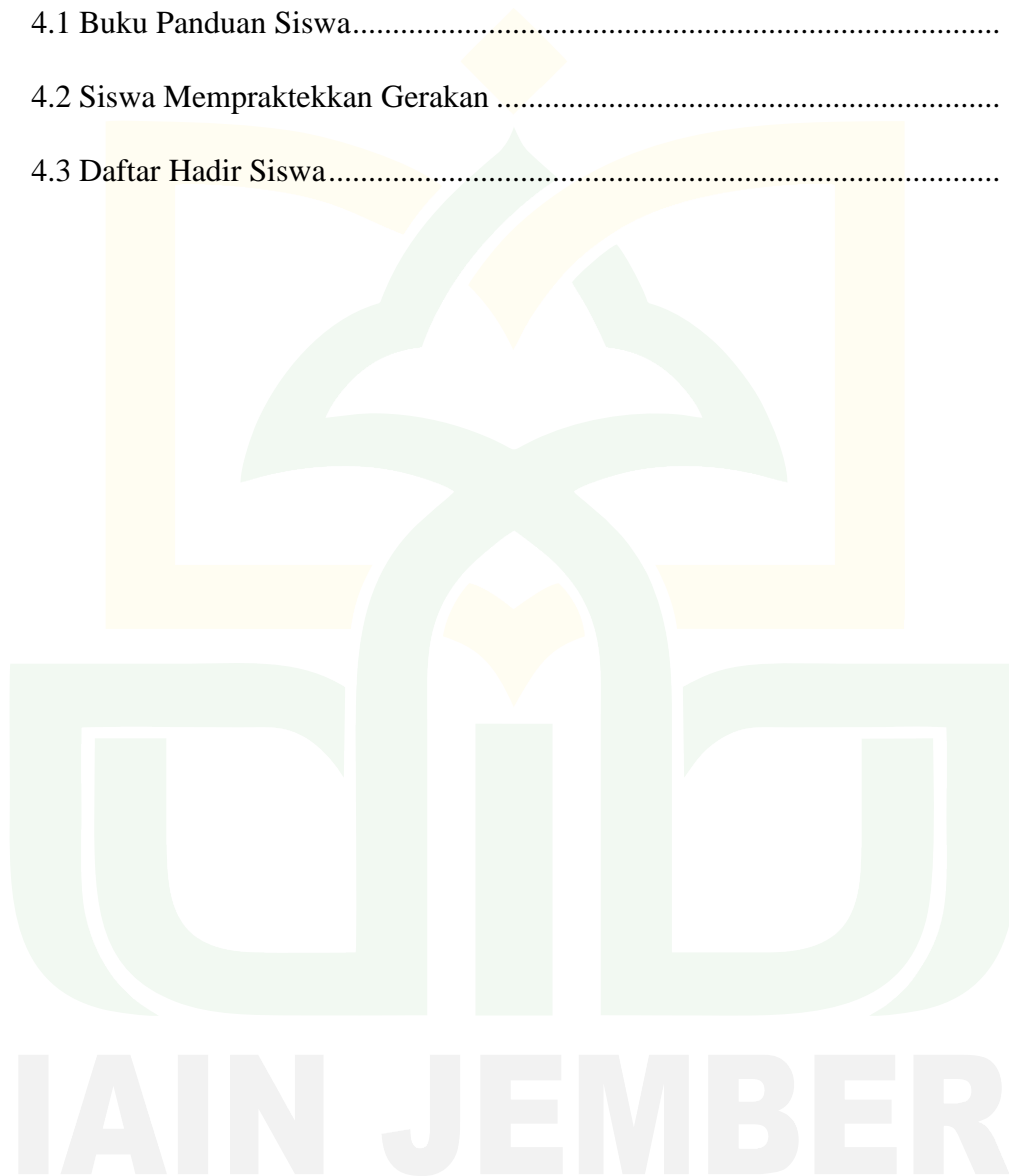 4.1 Buku Panduan Siswa.................................................................................
4.2 Siswa Mempraktekkan Gerakan ...............................................................
4.3 Daftar Hadir Siswa....................................................................................
IAIN JEMBER